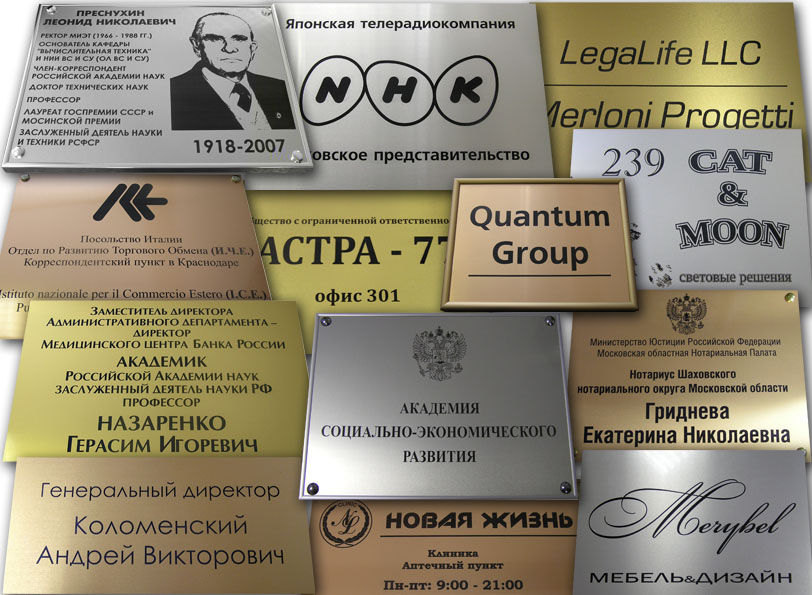 ПРЕСНУХИН
ЛЕОНИД НИКОЛАЕВИЧ
РЕКТОР МИЭТ (1966 - 1988 ГГ.)
ОСНОВАТЕЛЬ КАФЕДРЫ
"ВЫЧИСЛИТЕЛЬНАЯ ТЕХНИКА"
И НИИ ВС И СУ (ОЛ ВС И СУ)
ЧЛЕН-КОРРЕСПОНДЕНТ
РОССИЙСКОЙ АКАДЕМИИ НАУК
ДОКТОР ТЕХНИЧЕСКИХ НАУК
ПРОФЕССОР
ЛАУРЕАТ ГОСПРЕМИИ СССР и
МОСИНСКОЙ ПРЕМИИ
ЗАСЛУЖЕННЫЙ ДЕЯТЕЛЬ НАУКИ
И ТЕХНИКИ РСФСР
1918-2007
Японская телерадиокомпания
NHK
овское представительство
LegaLife LLC
Merloni Progetti
239 CAT
&
MOON
световые решения
Посольство Италии
Отдел по Развитию Торгового Обмена (И.Ч.Е.)
Корреспондентский пункт в Краснодаре
Istituto nazionale per il Commercio Estero (I.C.E.)
Pu
бщество с ограниченной ответственно
АСТРА - 77
офис 301
Quantum
Group
Заместитель директора
Административного департамента –
директор
Медицинского центра Банка России
АКАДЕМИК
Российской Академии наук
заслуженный деятель науки РФ
ПРОФЕССОР
НАЗАРЕНКО
Герасим Игоревич
АКАДЕМИЯ
СОЦИАЛЬНО-ЭКОНОМИЧЕСКОГО
РАЗВИТИЯ
Министерство Юстиции Российской Федерации
Московская областная Нотариальная Палата
Нотариус Шаховского
нотариального округа Московской области
Гриднева
Екатерина Николаевна
Генеральный директор
Коломенский
Андрей Викторович
CLINIC
НОВАЯ ЖИЗНЬ
Клиника
Аптечный пункт
Пн-пт: 9:00 - 21:00
Merybel
МЕБЕЛЬ&ДИЗАЙН